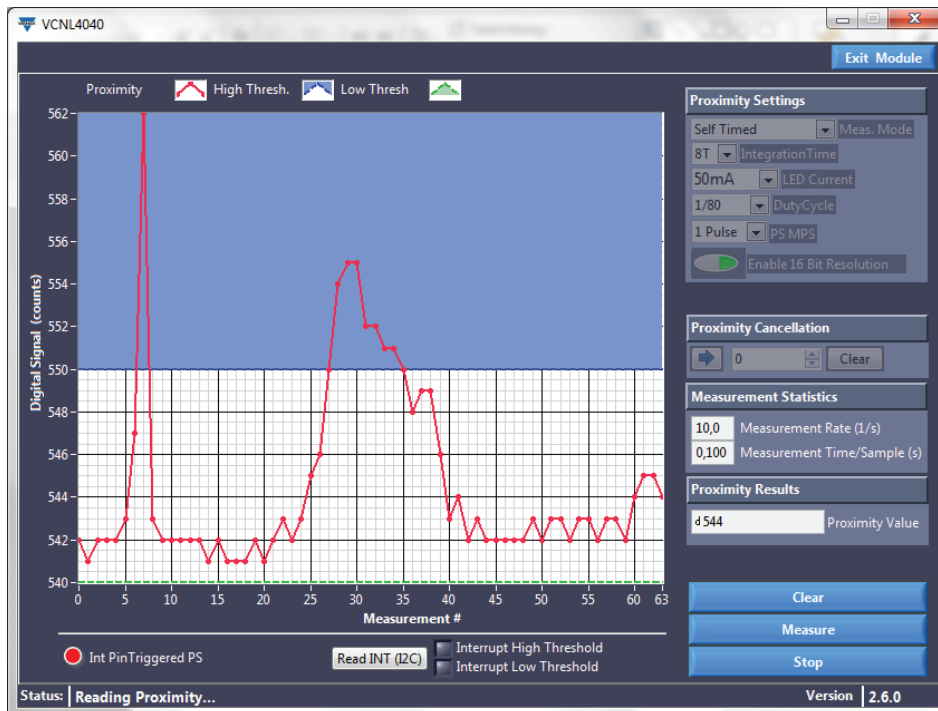 VCNL4040
Exit Module
Proximity High Thresh. Low Thresh
Digital Signal (counts)
562
560
558
556
554
552
550
548
546
544
542
540
0 5 10 15 20 25 30 35 40 45 50 55 60 63
Measurement #
Int PinTriggered PS
Read INT (I2C)
Interrupt High Threshold
Interrupt Low Threshold
Proximity Settings
Self Timed Meas. Mode
8T IntegrationTime
50mA LED Current
1/80 DutyCycle
1 Pulse PS MPS
Enable 16 Bit Resolution
Proximity Cancellation
0 Clear
Measurement Statistics
10,0 Measurement Rate (1/s)
0,100 Measurement Time/Sample (s)
Proximity Results
d 544 Proximity Value
Clear
Measure
Stop
Status: Reading Proximity...
Version 2.6.0